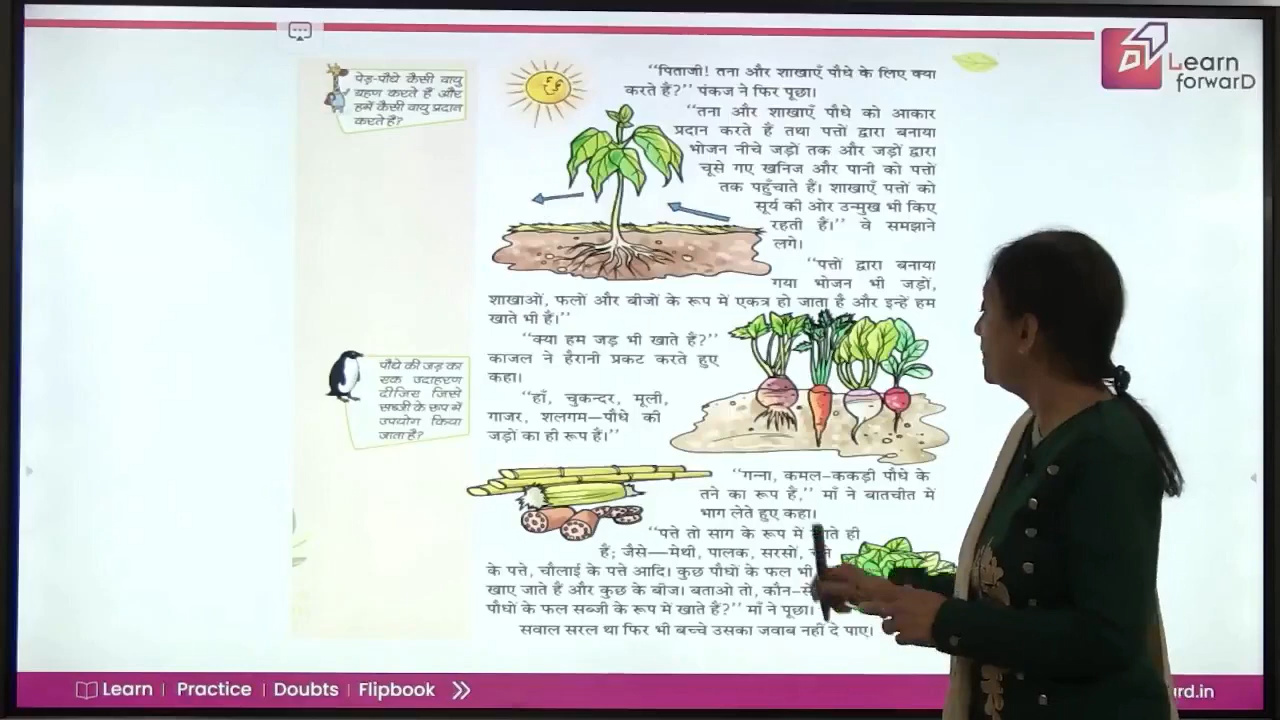 Learn
forwarD
पेड़-पौधे कैसी वायु
ग्रहण करते हैं और
हमें कैसी वायु प्रदान
करते हैं?
“पिताजी! तना और शाखाएँ पौधे के लिए क्या
करते हैं?” पंकज ने फिर पूछा।
“तना और शाखाएँ पौधे को आकार
प्रदान करते हैं तथा पत्तों द्वारा बनाया
भोजन नीचे जड़ों तक और जड़ों द्वारा
चूसे गए खनिज और पानी को पत्तों
तक पहुँचाते हैं। शाखाएँ पत्तों को
सूर्य की ओर उन्मुख भी किए
रहती हैं।” वे समझाने
लगे।
“पत्तों द्वारा बनाया
गया भोजन भी जड़ों,
शाखाओं, फलों और बीजों के रूप में एकत्र हो जाता है और इन्हें हम
खाते भी हैं।”
“क्या हम जड़ भी खाते हैं?”
काजल ने हैरानी प्रकट करते हुए
कहा।
पौधे की जड़ का
एक उदाहरण
दीजिए जिसे
सब्जी के रूप में
उपयोग किया
जाता है?
“हाँ, चुकन्दर, मूली,
गाजर, शलगम—पौधे की
जड़ों का ही रूप हैं।”
“गन्ना, कमल-ककड़ी पौधे के
तने का रूप हैं,” माँ ने बातचीत में
भाग लेते हुए कहा।
“पत्ते तो साग के रूप में ही
हैं; जैसे—मेथी, पालक, सरसों,
के पत्ते, चौलाई के पत्ते आदि। कुछ पौधों के फल भी
खाए जाते हैं और कुछ के बीज। बताओ तो,
पौधों के फल सब्जी के रूप में खाते हैं?” माँ ने पूछा।
सवाल सरल था फिर भी बच्चे उसका जवाब नहीं दे पाए।
Learn | Practice | Doubts | Flipbook